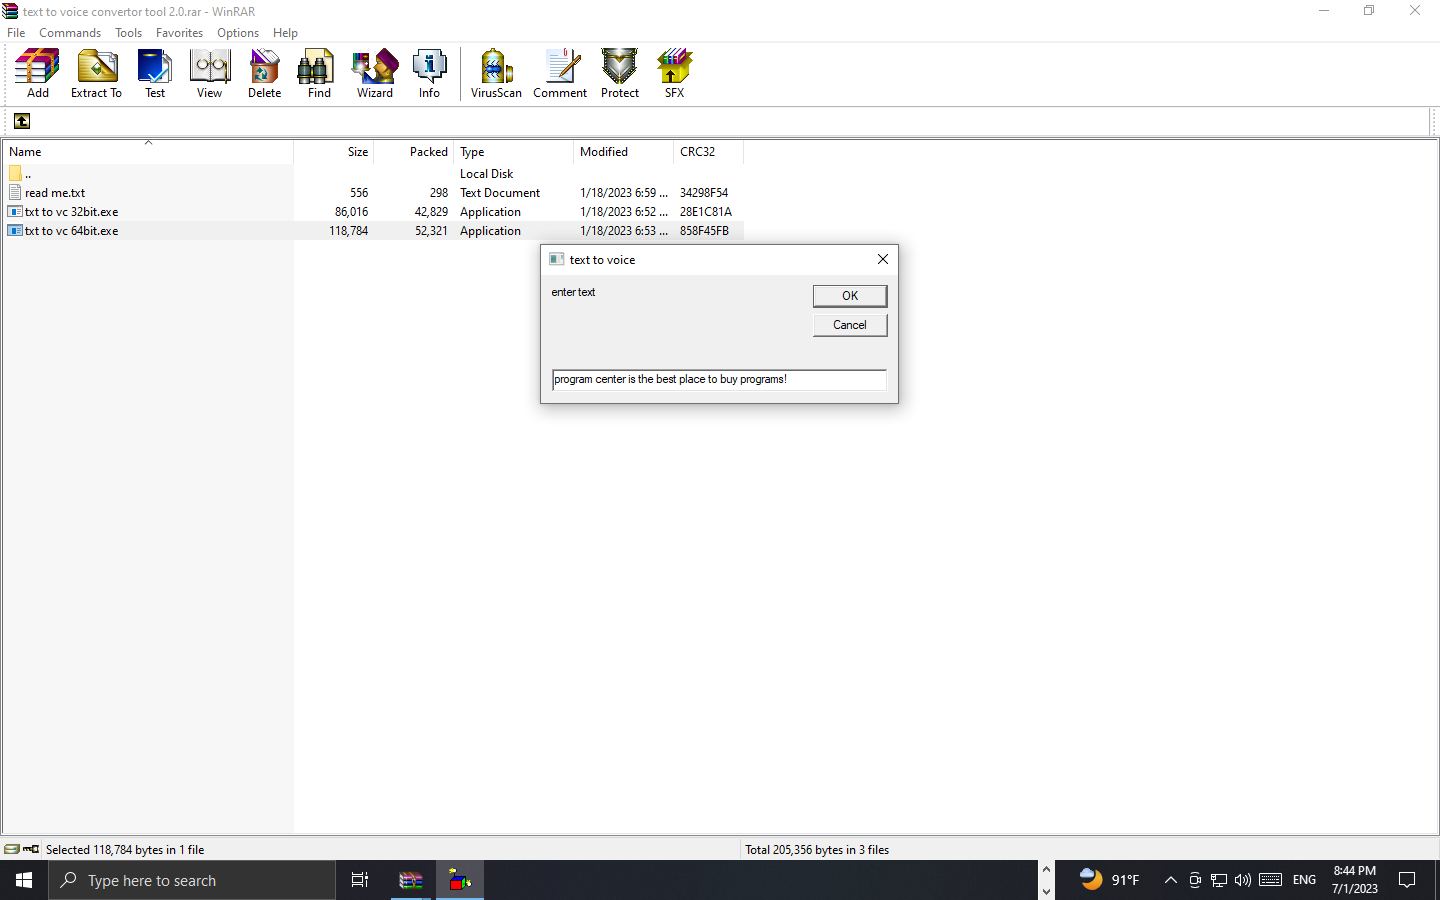 text to voice convertor tool 2.0.rar - WinRAR
File Commands Tools Favorites Options Help
Add Extract To Test View Delete Find Wizard Info VirusScan Comment Protect SFX
Name Size Packed Type Modified CRC32
.. Local Disk
read me.txt 556 298 Text Document 1/18/2023 6:59 ... 34298F54
txt to vc 32bit.exe 86,016 42,829 Application 1/18/2023 6:52 ... 28E1C81A
txt to vc 64bit.exe 118,784 52,321 Application 1/18/2023 6:53 ... 858F45FB
text to voice
enter text
OK
Cancel
program center is the best place to buy programs!
Selected 118,784 bytes in 1 file
Total 205,356 bytes in 3 files
Type here to search
91°F
ENG
8:44 PM
7/1/2023